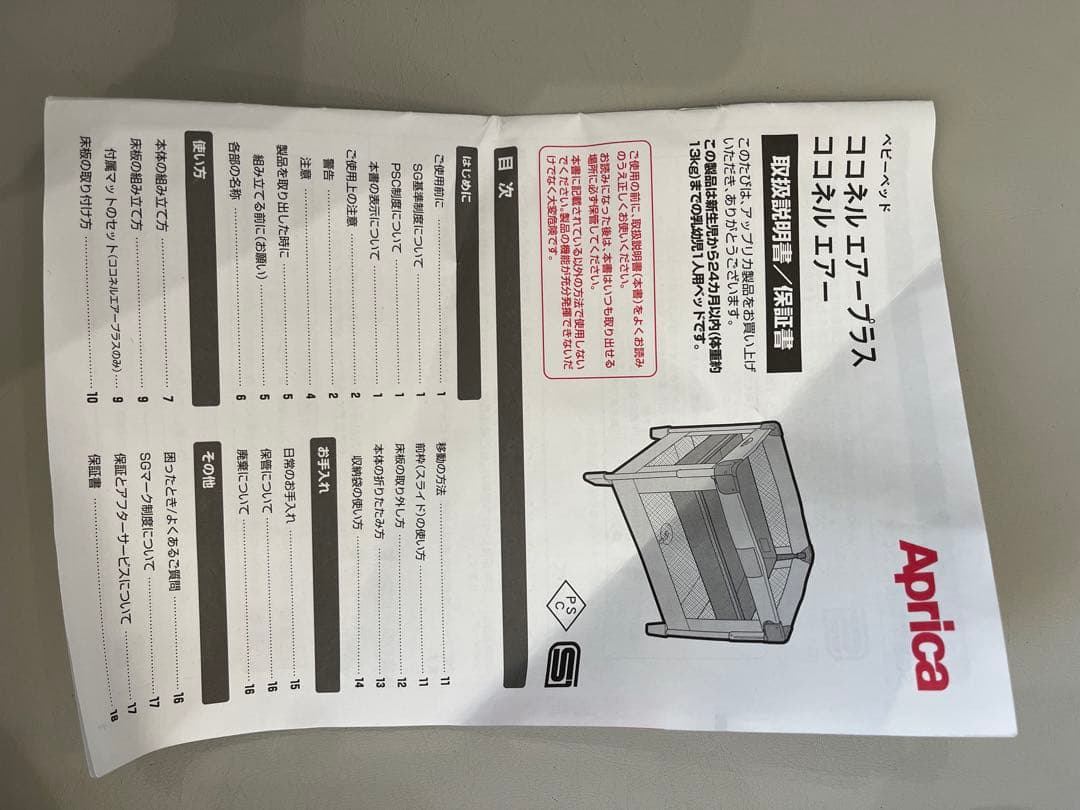 Aprica
ベビーベッド
ココネル エアープラス
ココネル エアー
取扱説明書／保証書
このたびは、アップリカ製品をお買い上げ
いただき、ありがとうございます。
この製品は新生児から24カ月以内(体重約
13kg)までの乳幼児1人用ベッドです。
ご使用の前に、取扱説明書(本書)をよくお読み
のうえ正しくお使いください。
お読みになった後は、本書はいつも取り出せる
場所に必ず保管してください。
本書に記載されている以外の方法で使用しない
でください。製品の機能が充分発揮できないだ
けでなく大変危険です。
PS
C
S
目 次
はじめに
ご使用前に 1
SG基準制度について 1
PSC制度について 1
本書の表示について 1
ご使用上の注意 2
警告 2
注意 4
製品を取り出した時に 5
組み立てる前に(お願い) 5
各部の名称 6
使い方
本体の組み立て方 7
床板の組み立て方 9
付属マットのセット(ココネルエアープラスのみ) 9
床板の取り付け方 10
移動の方法 11
前枠(スライド)の使い方 11
床板の取り外し方 12
本体の折りたたみ方 13
収納袋の使い方 14
お手入れ
日常のお手入れ 15
保管について 16
廃棄について 16
その他
困ったとき/よくあるご質問 16
SGマーク制度について 17
保証とアフターサービスについて 17
保証書 18